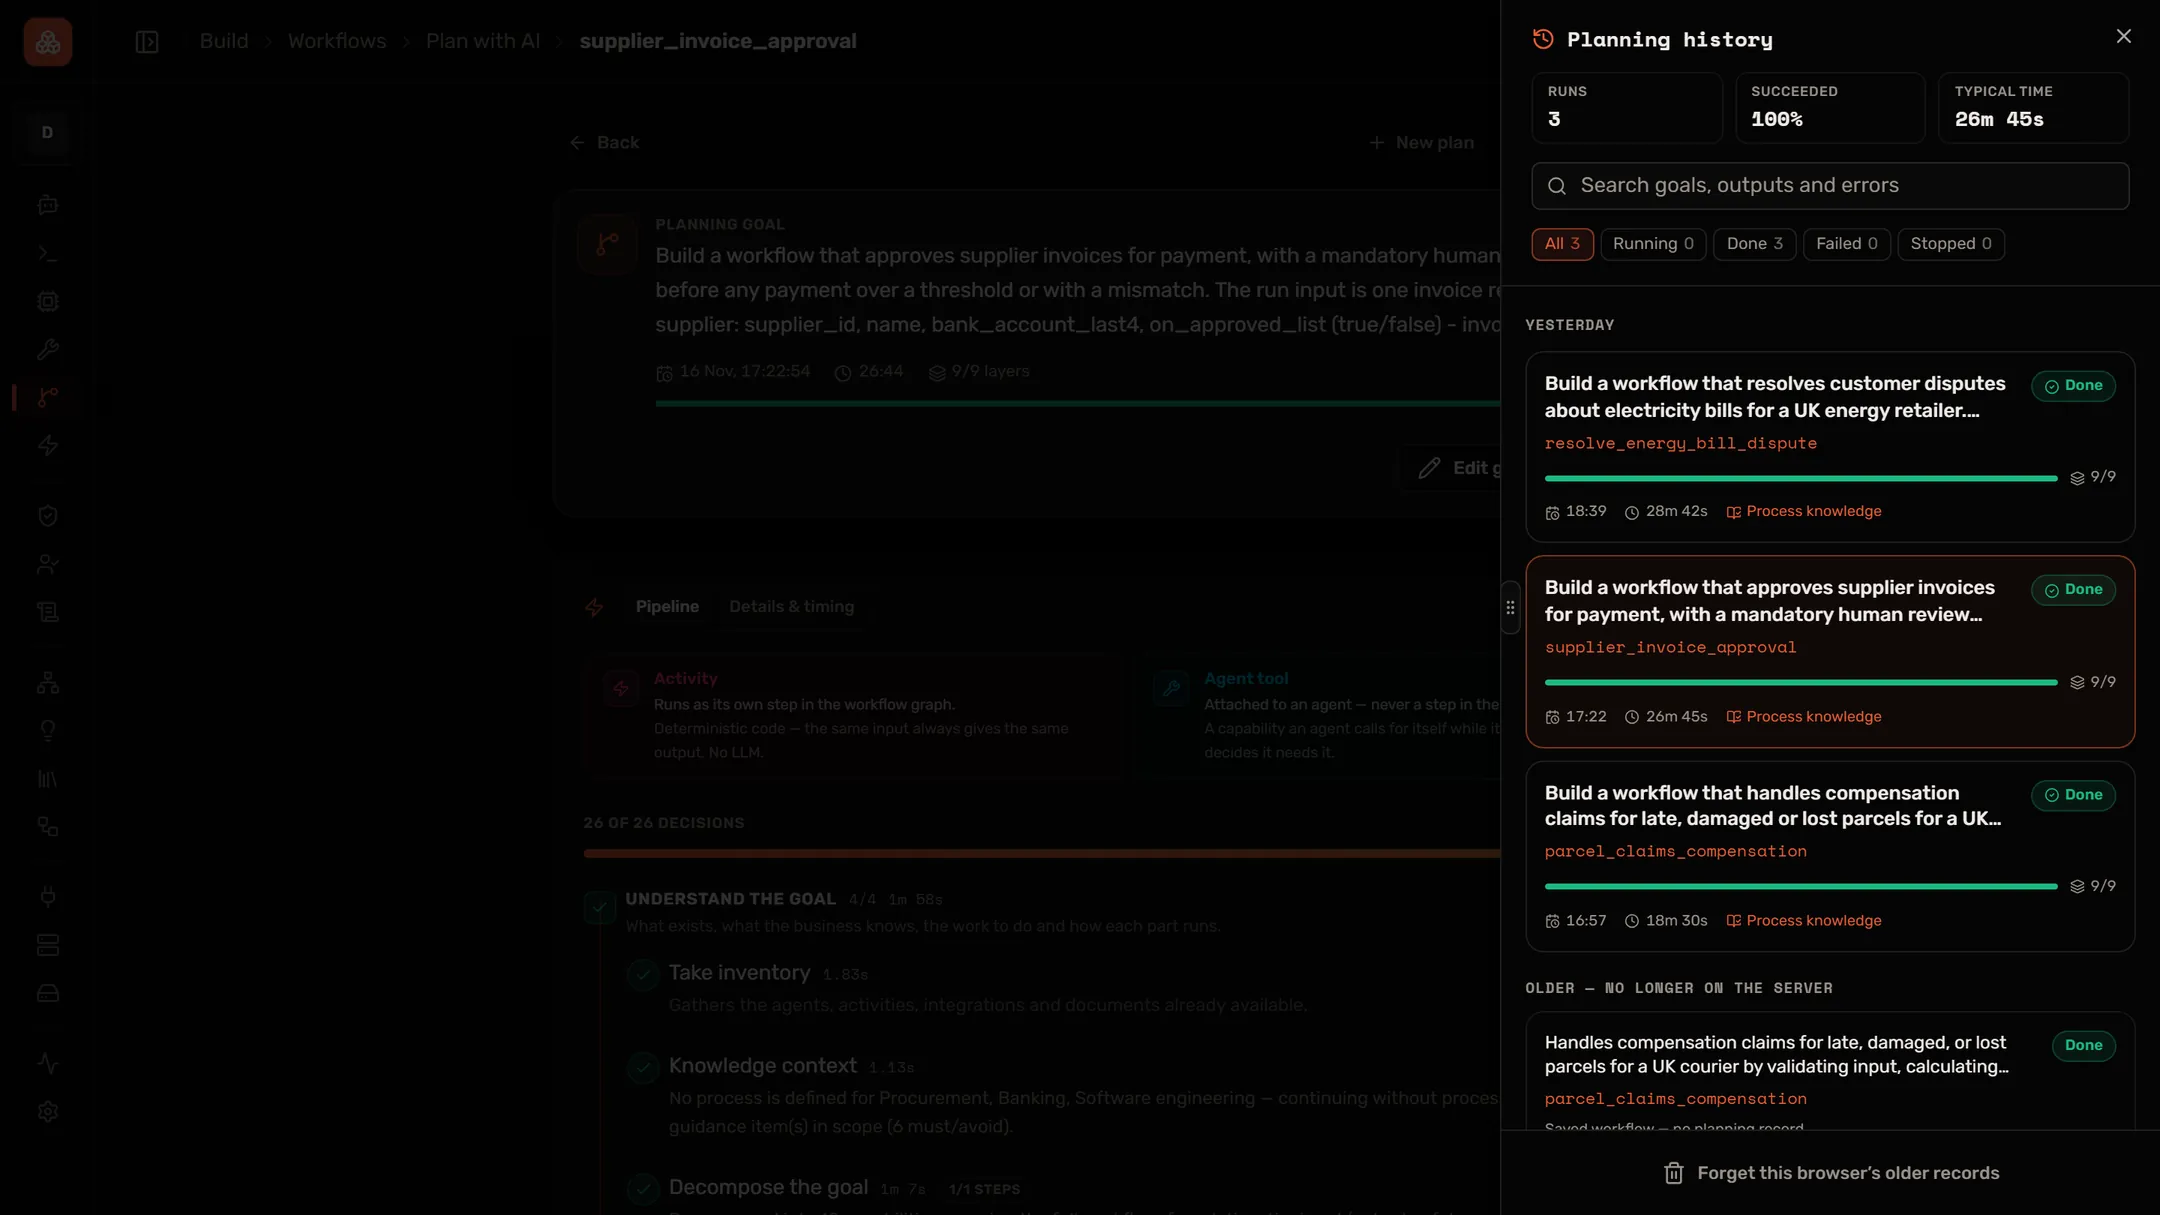 Build > Workflows > Plan with AI > supplier_invoice_approval
D
Back
New plan
PLANNING GOAL
Build a workflow that approves supplier invoices for payment, with a mandatory human
before any payment over a threshold or with a mismatch. The run input is one invoice re
supplier: supplier_id, name, bank_account_last4, on_approved_list (true/false) - invo
16 Nov, 17:22:54 26:44 9/9 layers
Edit g
Pipeline Details & timing
Activity
Runs as its own step in the workflow graph.
Deterministic code — the same input always gives the same
output. No LLM.
Agent tool
Attached to an agent — never a step in the
A capability an agent calls for itself while it
decides it needs it.
26 OF 26 DECISIONS
UNDERSTAND THE GOAL 4/4 1m 58s
What exists, what the business knows, the work to do and how each part runs.
Take inventory 1.83s
Gathers the agents, activities, integrations and documents already available.
Knowledge context 1.13s
No process is defined for Procurement, Banking, Software engineering — continuing without proces
guidance item(s) in scope (6 must/avoid).
Decompose the goal 1m 7s 1/1 STEPS
Planning history
RUNS
3
SUCCEEDED
100%
TYPICAL TIME
26m 45s
Search goals, outputs and errors
All 3 Running 0 Done 3 Failed 0 Stopped 0
YESTERDAY
Build a workflow that resolves customer disputes
about electricity bills for a UK energy retailer....
Done
resolve_energy_bill_dispute
9/9
18:39 28m 42s Process knowledge
Build a workflow that approves supplier invoices
for payment, with a mandatory human review...
Done
supplier_invoice_approval
9/9
17:22 26m 45s Process knowledge
Build a workflow that handles compensation
claims for late, damaged or lost parcels for a UK...
Done
parcel_claims_compensation
9/9
16:57 18m 30s Process knowledge
OLDER — NO LONGER ON THE SERVER
Handles compensation claims for late, damaged, or lost
parcels for a UK courier by validating input, calculating...
Done
parcel_claims_compensation
Saved workflow — no planning record
Forget this browser's older records